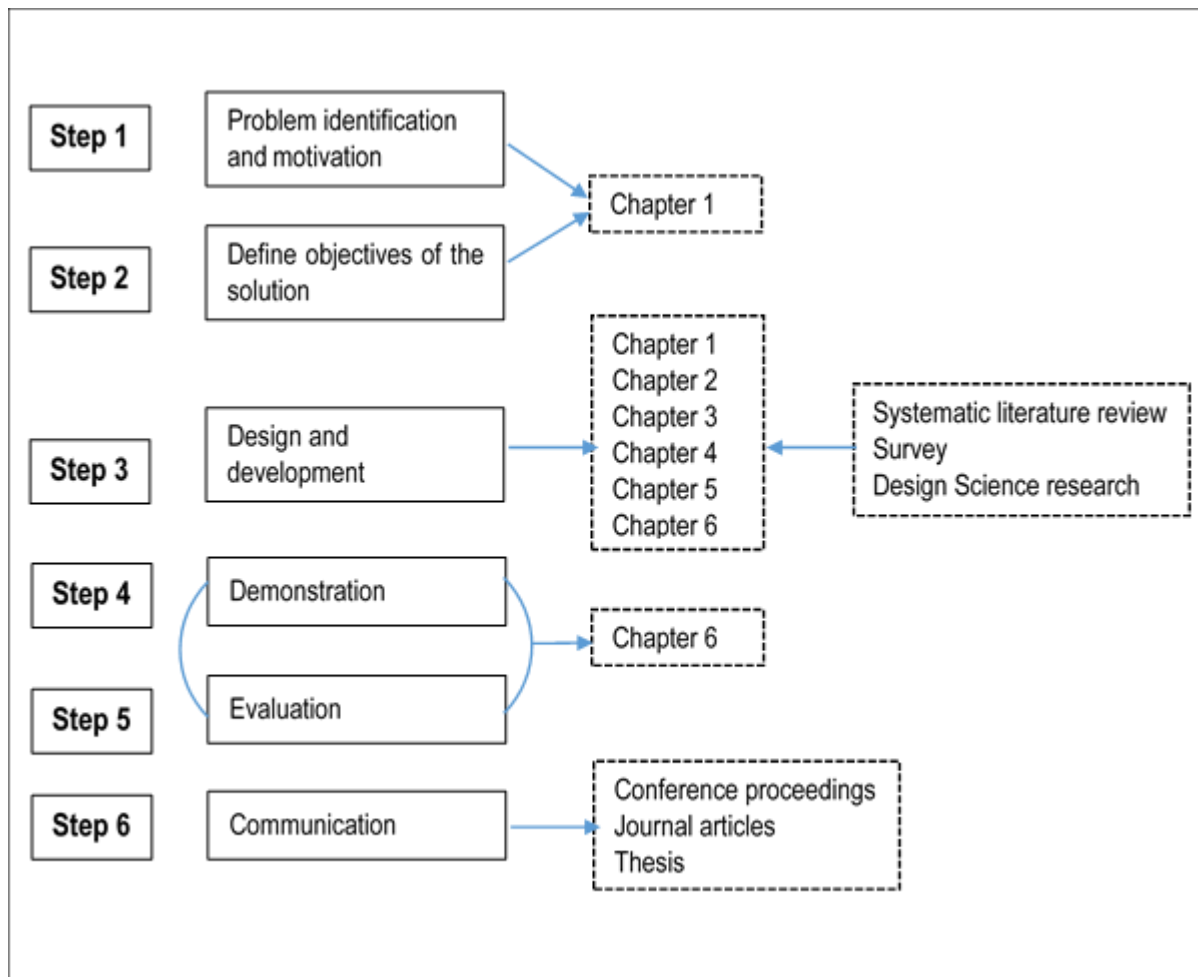 Step 1
Problem identification
and motivation
Chapter 1
Step 2
Define objectives of the
solution
Step 3
Design and
development
Chapter 1
Chapter 2
Chapter 3
Chapter 4
Chapter 5
Chapter 6
Systematic literature review
Survey
Design Science research
Step 4
Demonstration
Chapter 6
Step 5
Evaluation
Step 6
Communication
Conference proceedings
Journal articles
Thesis